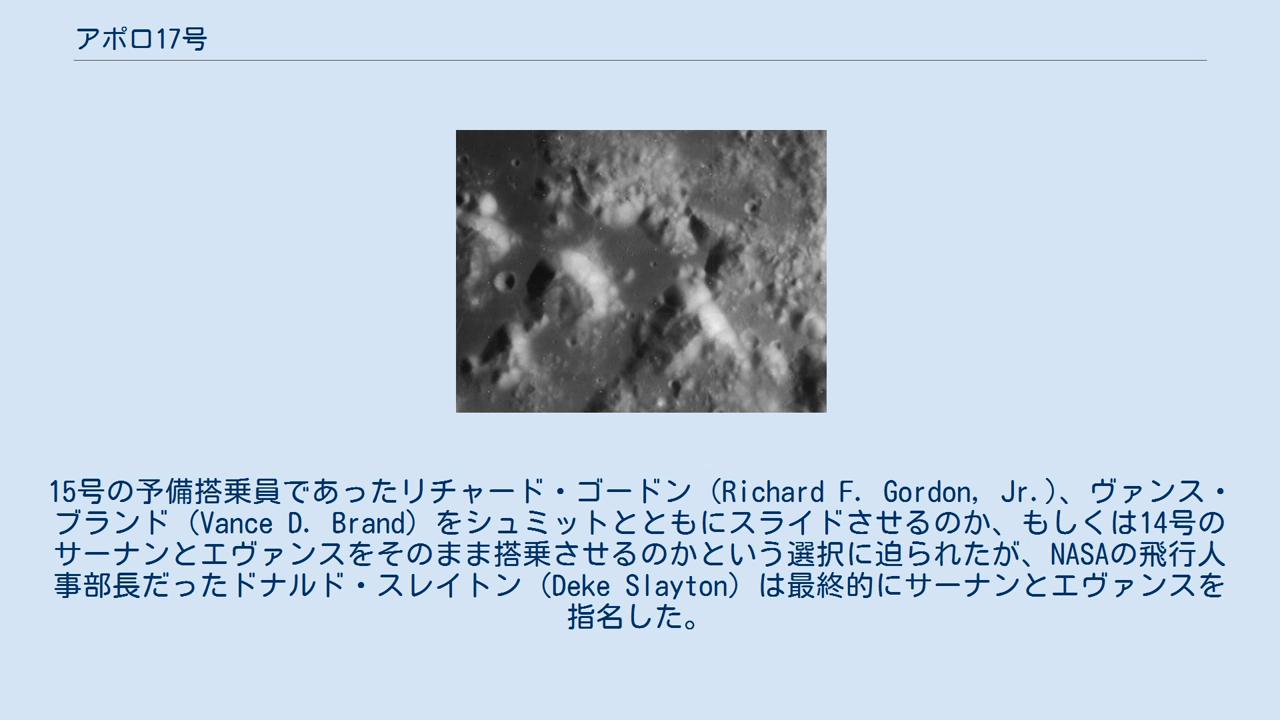 アポロ17号
15号の予備搭乗員であったリチャード・ゴードン（Richard F. Gordon, Jr.）、ヴァンス・
ブランド（Vance D. Brand）をシュミットとともにスライドさせるのか、もしくは14号の
サーナンとエヴァンスをそのまま搭乗させるのかという選択に迫られたが、NASAの飛行人
事部長だったドナルド・スレイトン（Deke Slayton）は最終的にサーナンとエヴァンスを
指名した。